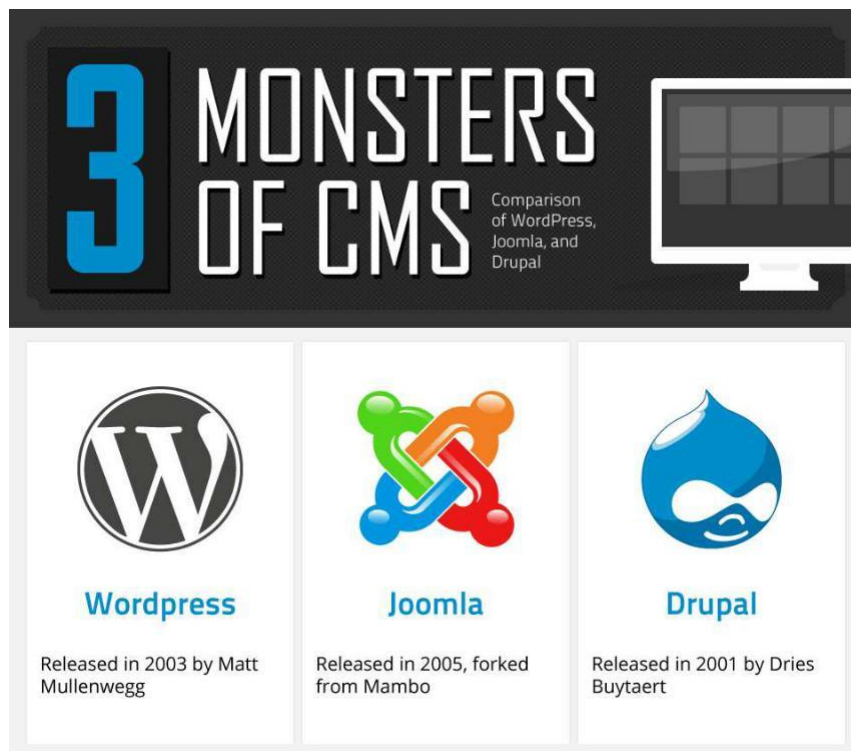 3
MONSTERS
OF CMS
Comparison
of WordPress,
Joomla, and
Drupal
W
Wordpress
Released in 2003 by Matt
Mullenwegg
Joomla
Released in 2005, forked
from Mambo
Drupal
Released in 2001 by Dries
Buytaert